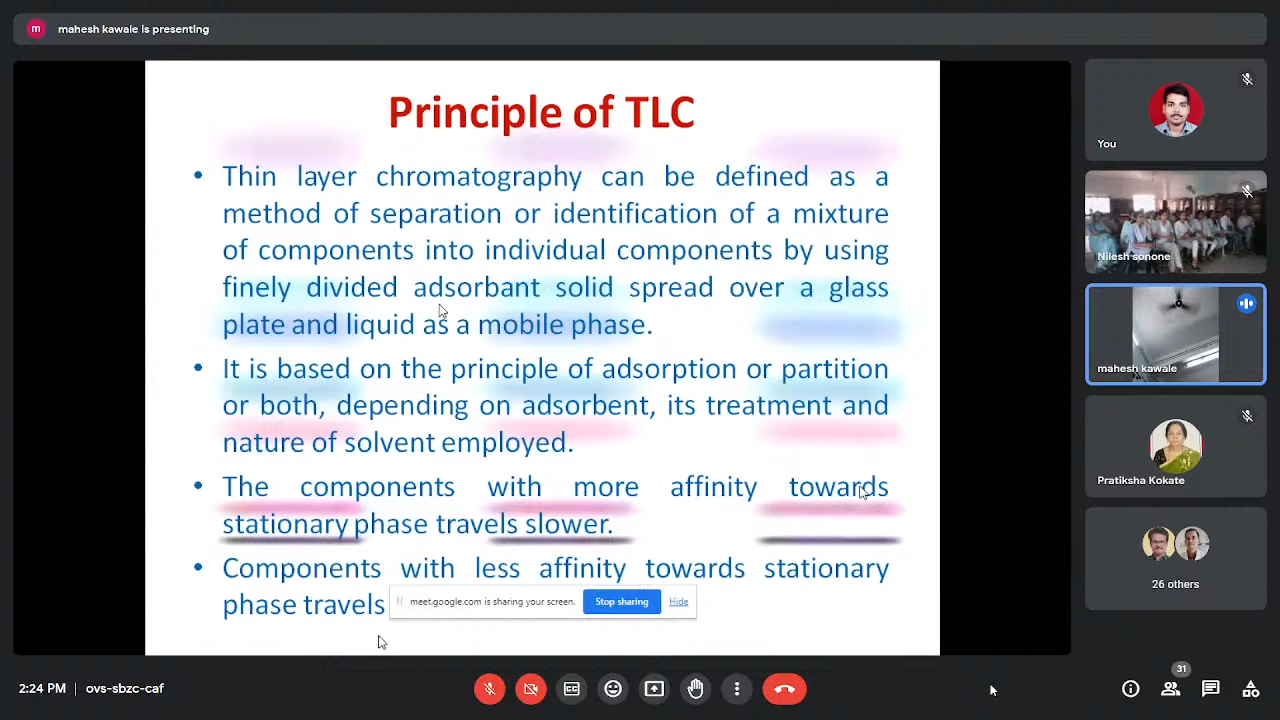 m mahesh kawale is presenting
Principle of TLC
• Thin layer chromatography can be defined as a
method of separation or identification of a mixture
of components into individual components by using
finely divided adsorbant solid spread over a glass
plate and liquid as a mobile phase.
• It is based on the principle of adsorption or partition
or both, depending on adsorbent, its treatment and
nature of solvent employed.
• The components with more affinity towards
stationary phase travels slower.
• Components with less affinity towards stationary
phase travels
meet.google.com is sharing your screen. Stop sharing Hide
You
Nilesh sonone
mahesh kawale
Pratiksha Kokate
26 others
2:24 PM | ovs-sbzc-caf
CC
31